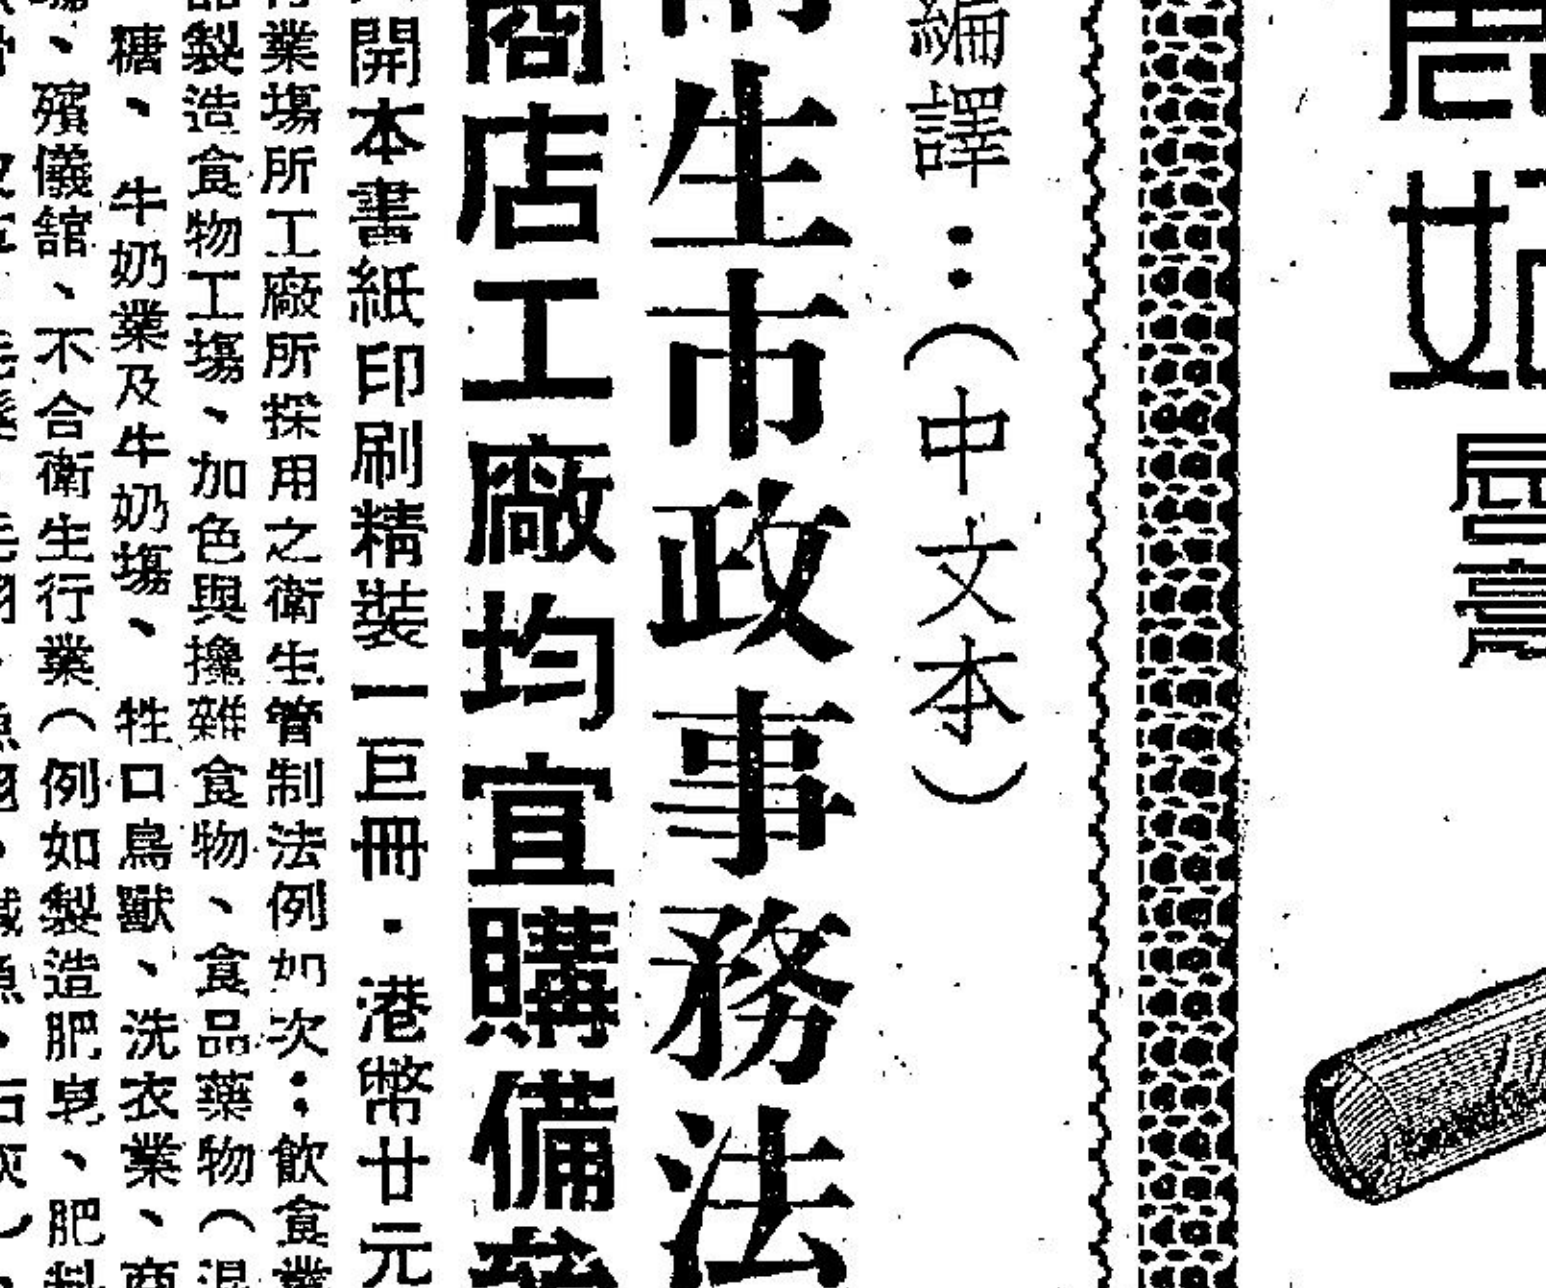 如
編譯：（中文本）
生市政事務法
商店工廠均宜購備
開本書紙印刷精裝一巨冊．港幣廿元
業塲所工廠所採用之衛生管制法例如次：飲食業
製造食物工塲、加色與攙雜食物、食品藥物（混
糖、牛奶業及牛奶塲、牲口鳥獸、洗衣業、商
、殯儀館、不合衛生行業（例如製造肥皂、肥料